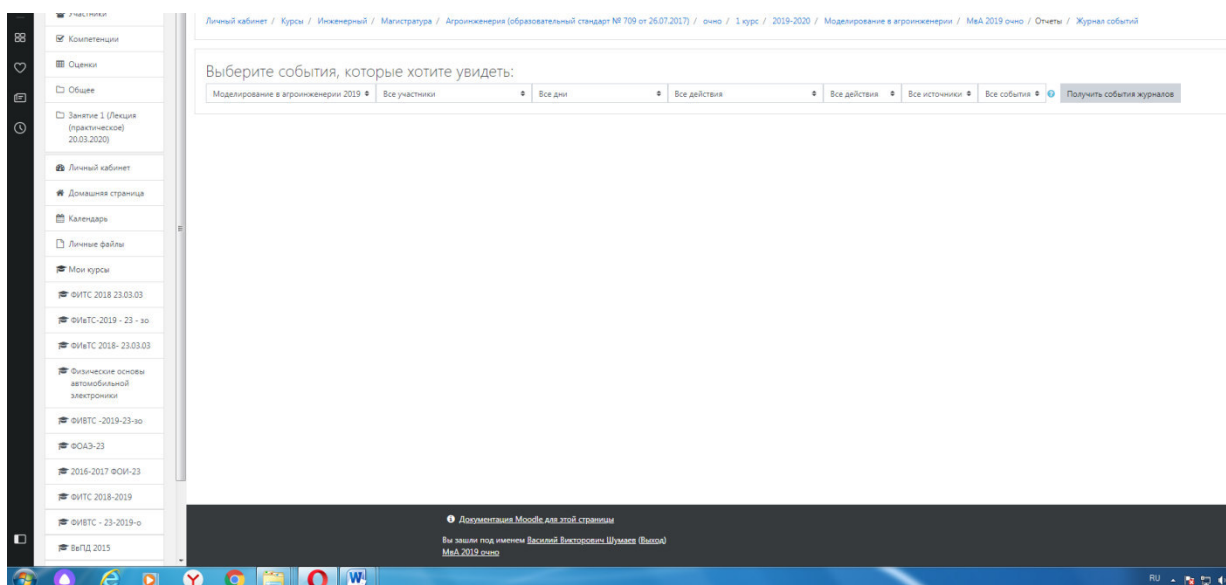 Участники
Компетенции
Оценки
Общее
Занятие 1 (Лекция
(практическое)
20.03.2020)
Личный кабинет
Домашняя страница
Календарь
Личные файлы
Мои курсы
ФИТС 2018 23.03.03
ФИвТС-2019 - 23 - зо
ФИвТС 2018- 23.03.03
Физические основы
автомобильной
электроники
ФИВТС -2019-23-зо
ФОАЭ-23
2016-2017 ФОИ-23
ФИТС 2018-2019
ФИВТС - 23-2019-о
ВвПД 2015
Личный кабинет / Курсы / Инженерный / Магистратура / Агроинженерия (образовательный стандарт № 709 от 26.07.2017) / очно / 1 курс / 2019-2020 / Моделирование в агроинженерии / МвА 2019 очно / Отчеты / Журнал событий
Выберите события, которые хотите увидеть:
Моделирование в агроинженерии 2019 Все участники Все дни Все действия Все действия Все источники Все события Получить события журналов
Документация Moodle для этой страницы
Вы зашли под именем Василий Викторович Шумаев (Выход)
МвА 2019 очно
RU